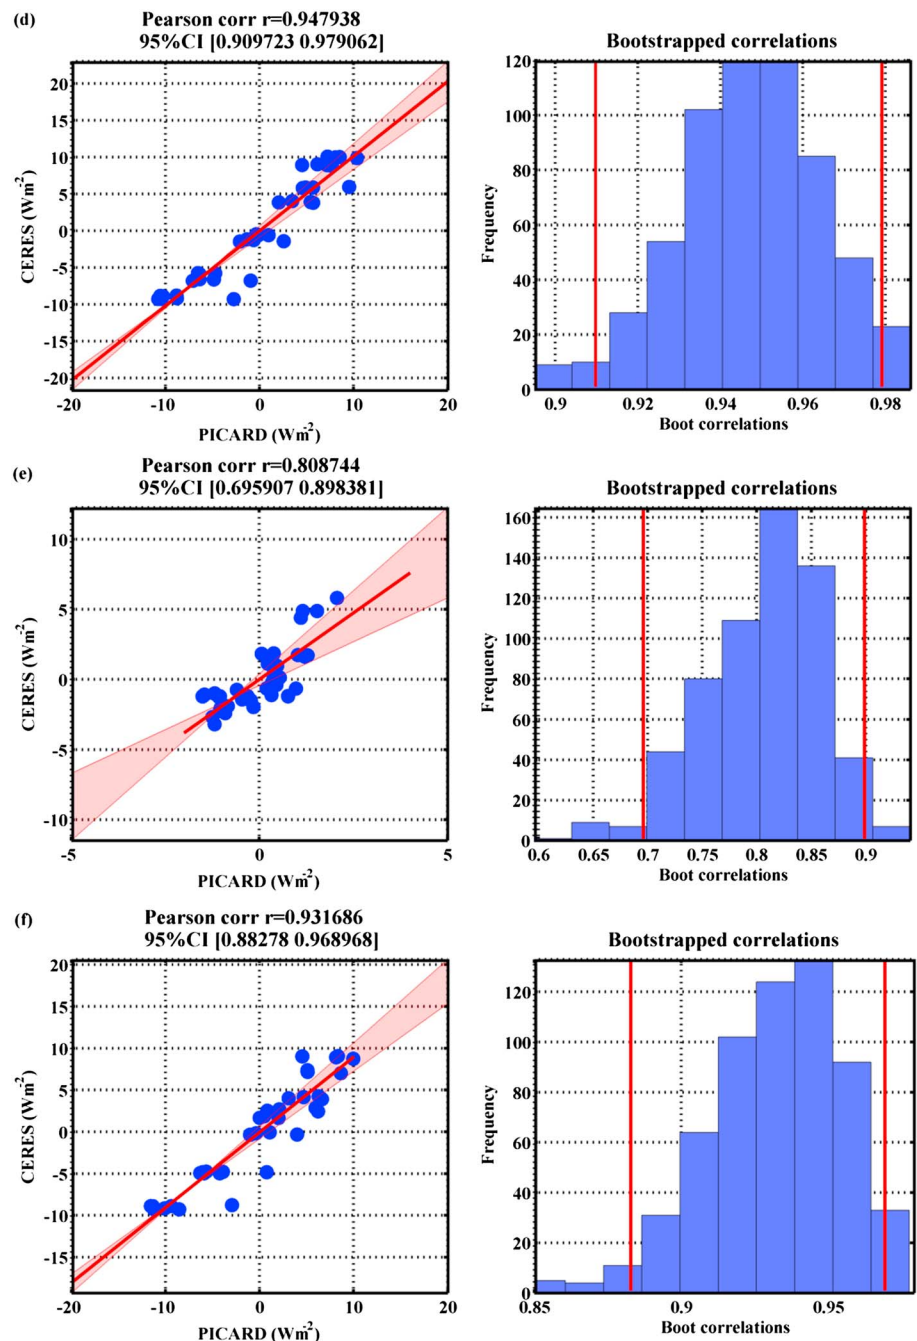 (d)
Pearson corr r=0.947938
95%CI [0.909723 0.979062]
20
15
10
5
0
-5
-10
-15
-20
CERES (Wm-2)
-20 -10 0 10 20
PICARD (Wm-2)
Bootstrapped correlations
120
100
80
60
40
20
0
Frequency
0.9 0.92 0.94 0.96 0.98
Boot correlations
(e)
Pearson corr r=0.808744
95%CI [0.695907 0.898381]
10
5
0
-5
-10
CERES (Wm-2)
-5 0 5
PICARD (Wm-2)
Bootstrapped correlations
160
140
120
100
80
60
40
20
0
Frequency
0.6 0.65 0.7 0.75 0.8 0.85 0.9
Boot correlations
(f)
Pearson corr r=0.931686
95%CI [0.88278 0.968968]
20
15
10
5
0
-5
-10
-15
CERES (Wm-2)
-20 -10 0 10 20
PICARD (Wm-2)
Bootstrapped correlations
120
100
80
60
40
20
0
Frequency
0.85 0.9 0.95
Boot correlations